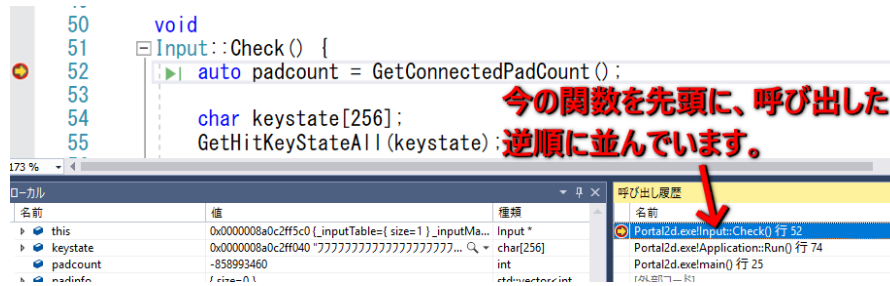 50 void
51 Input::Check() {
52 auto padcount = GetConnectedPadCount();
53
54 char keystate[256];
55 GetHitKeyStateAll(keystate);
今の関数を先頭に、呼び出した
逆順に並んでいます。
173 %
ローカル
名前 値 種類
this 0x0000008a0c2ff5c0 {_inputTable={ size=1 } _inputMa... Input *
keystate 0x0000008a0c2ff040 "77777777777777777777... char[256]
padcount -858993460 int
padinfo { size=0 } std::vector<int
呼び出し履歴
名前
Portal2d.exe!Input::Check() 行 52
Portal2d.exe!Application::Run() 行 74
Portal2d.exe!main() 行 25
[外部コード]